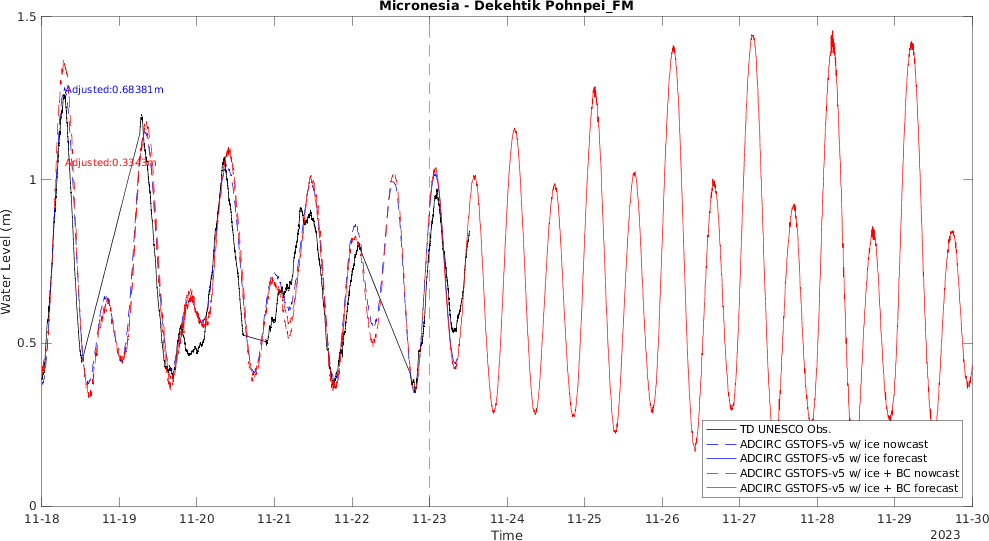 Micronesia - Dekehtik Pohnpei_FM
1.5
1
0.5
0
Water Level (m)
Adjusted:0.68381m
Adjusted:0.3343m
TD UNESCO Obs.
ADCIRC GSTOFS-v5 w/ ice nowcast
ADCIRC GSTOFS-v5 w/ ice forecast
ADCIRC GSTOFS-v5 w/ ice + BC nowcast
ADCIRC GSTOFS-v5 w/ ice + BC forecast
11-18 11-19 11-20 11-21 11-22 11-23 11-24 11-25 11-26 11-27 11-28 11-29 11-30
Time
2023